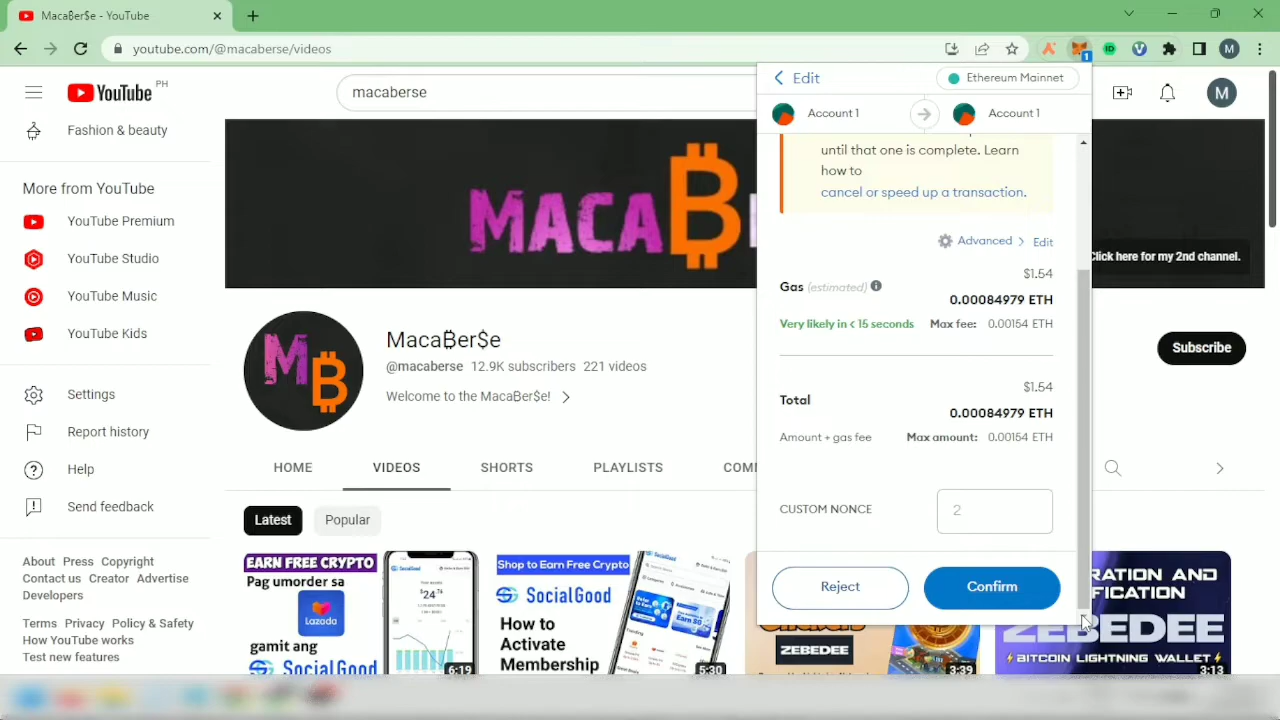 Maca₿er$e - YouTube
youtube.com/@macaberse/videos
M
1
YouTube PH
macaberse
M
Fashion & beauty
More from YouTube
YouTube Premium
YouTube Studio
YouTube Music
YouTube Kids
Settings
Report history
Help
Send feedback
About Press Copyright
Contact us Creator Advertise
Developers
Terms Privacy Policy & Safety
How YouTube works
Test new features
MACA₿
Click here for my 2nd channel.
M₿
Maca₿er$e
@macaberse 12.9K subscribers 221 videos
Welcome to the Maca₿er$e!
Subscribe
HOME
VIDEOS
SHORTS
PLAYLISTS
Latest
Popular
EARN FREE CRYPTO
Pag umorder sa
Lazada
gamit ang
SocialGood
6:19
Shop to Earn Free Crypto
SocialGood
How to
Activate
Membership
5:30
ZEBEDEE
3:39
ZEBEDEE
BITCOIN LIGHTNING WALLET
3:13
Edit
Ethereum Mainnet
Account 1
Account 1
until that one is complete. Learn
how to
cancel or speed up a transaction.
Advanced
Edit
$1.54
Gas (estimated)
0.00084979 ETH
Very likely in < 15 seconds
Max fee: 0.00154 ETH
$1.54
Total
0.00084979 ETH
Amount + gas fee
Max amount: 0.00154 ETH
CUSTOM NONCE
2
Reject
Confirm